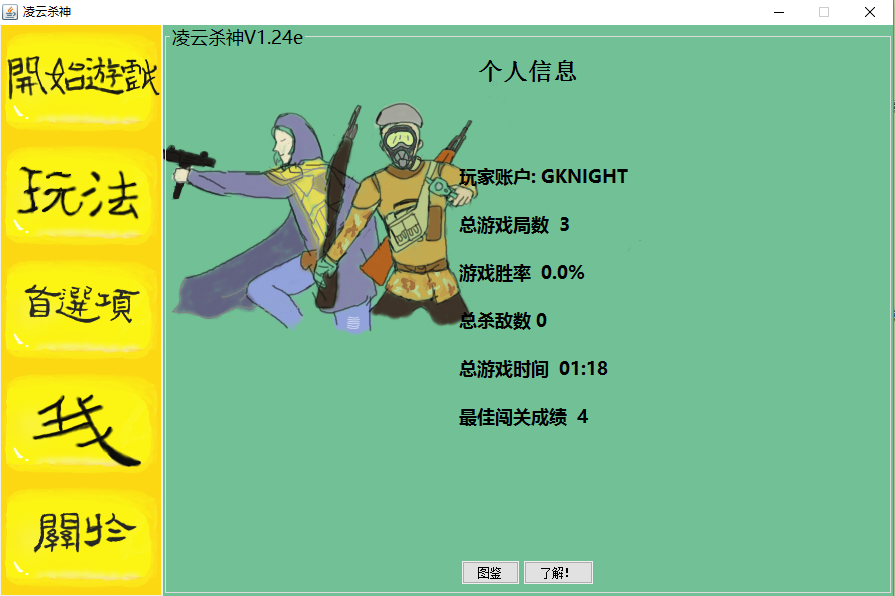 凌云杀神
開始遊戲
玩法
首選項
我
關於
凌云杀神V1.24e
个人信息
玩家账户: GKNIGHT
总游戏局数 3
游戏胜率 0.0%
总杀敌数 0
总游戏时间 01:18
最佳闯关成绩 4
图鉴
了解!